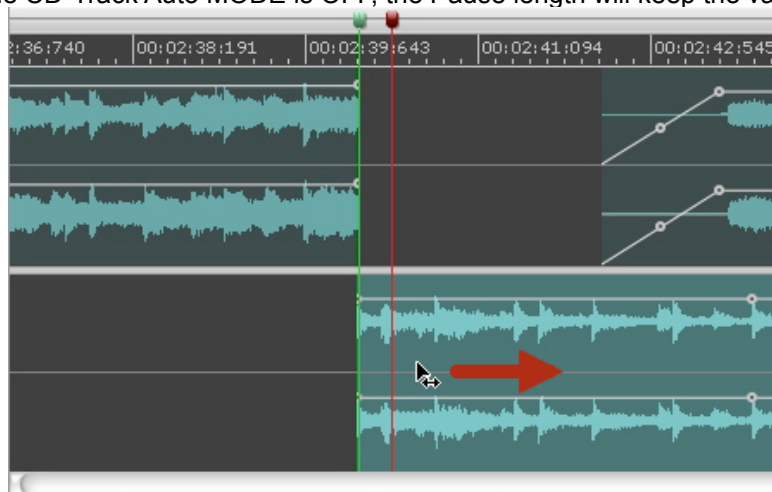 CD Track Auto MODE is OFF, the Pause length will keep the
:36:740 00:02:38:191 00:02:39:643 00:02:41:094 00:02:42:545